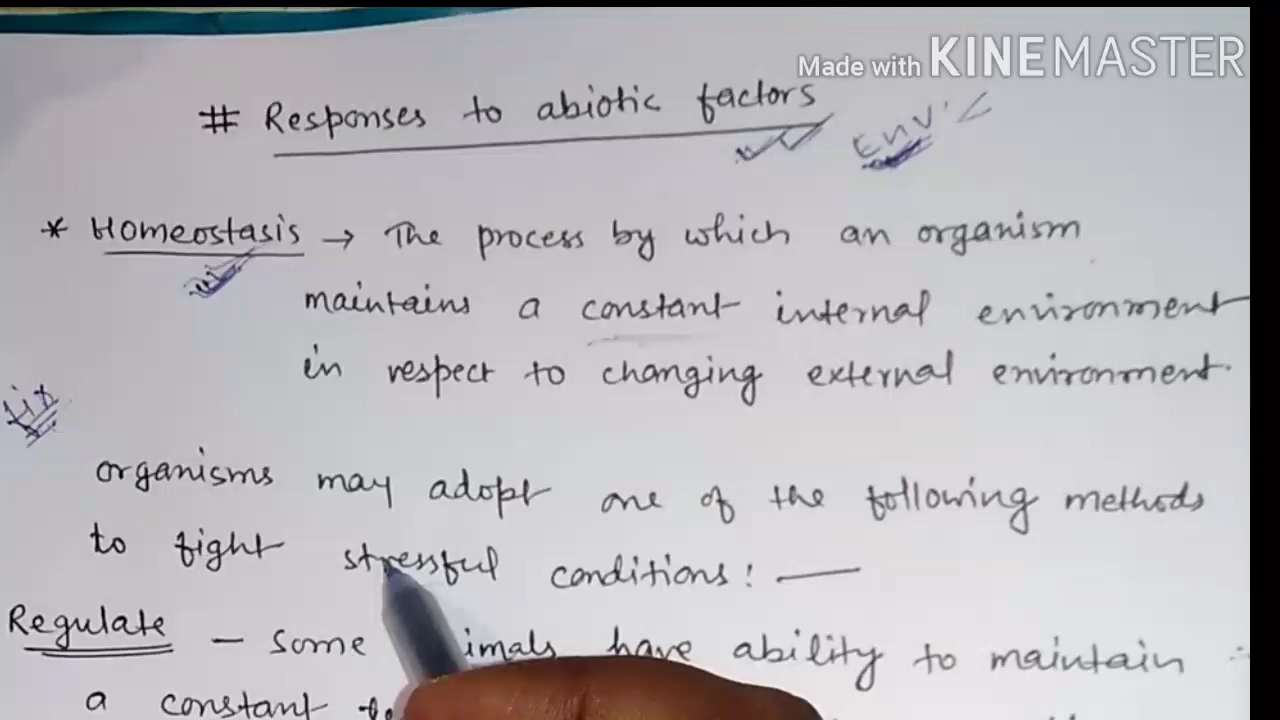 Made with KINEMASTER
# Responses to abiotic factors
* Homeostasis → The process by which an organism
maintains a constant internal environment
in respect to changing external environment.
organisms may adopt one of the following methods
to fight stressful conditions : —
Regulate - Some have ability to maintain
a constant